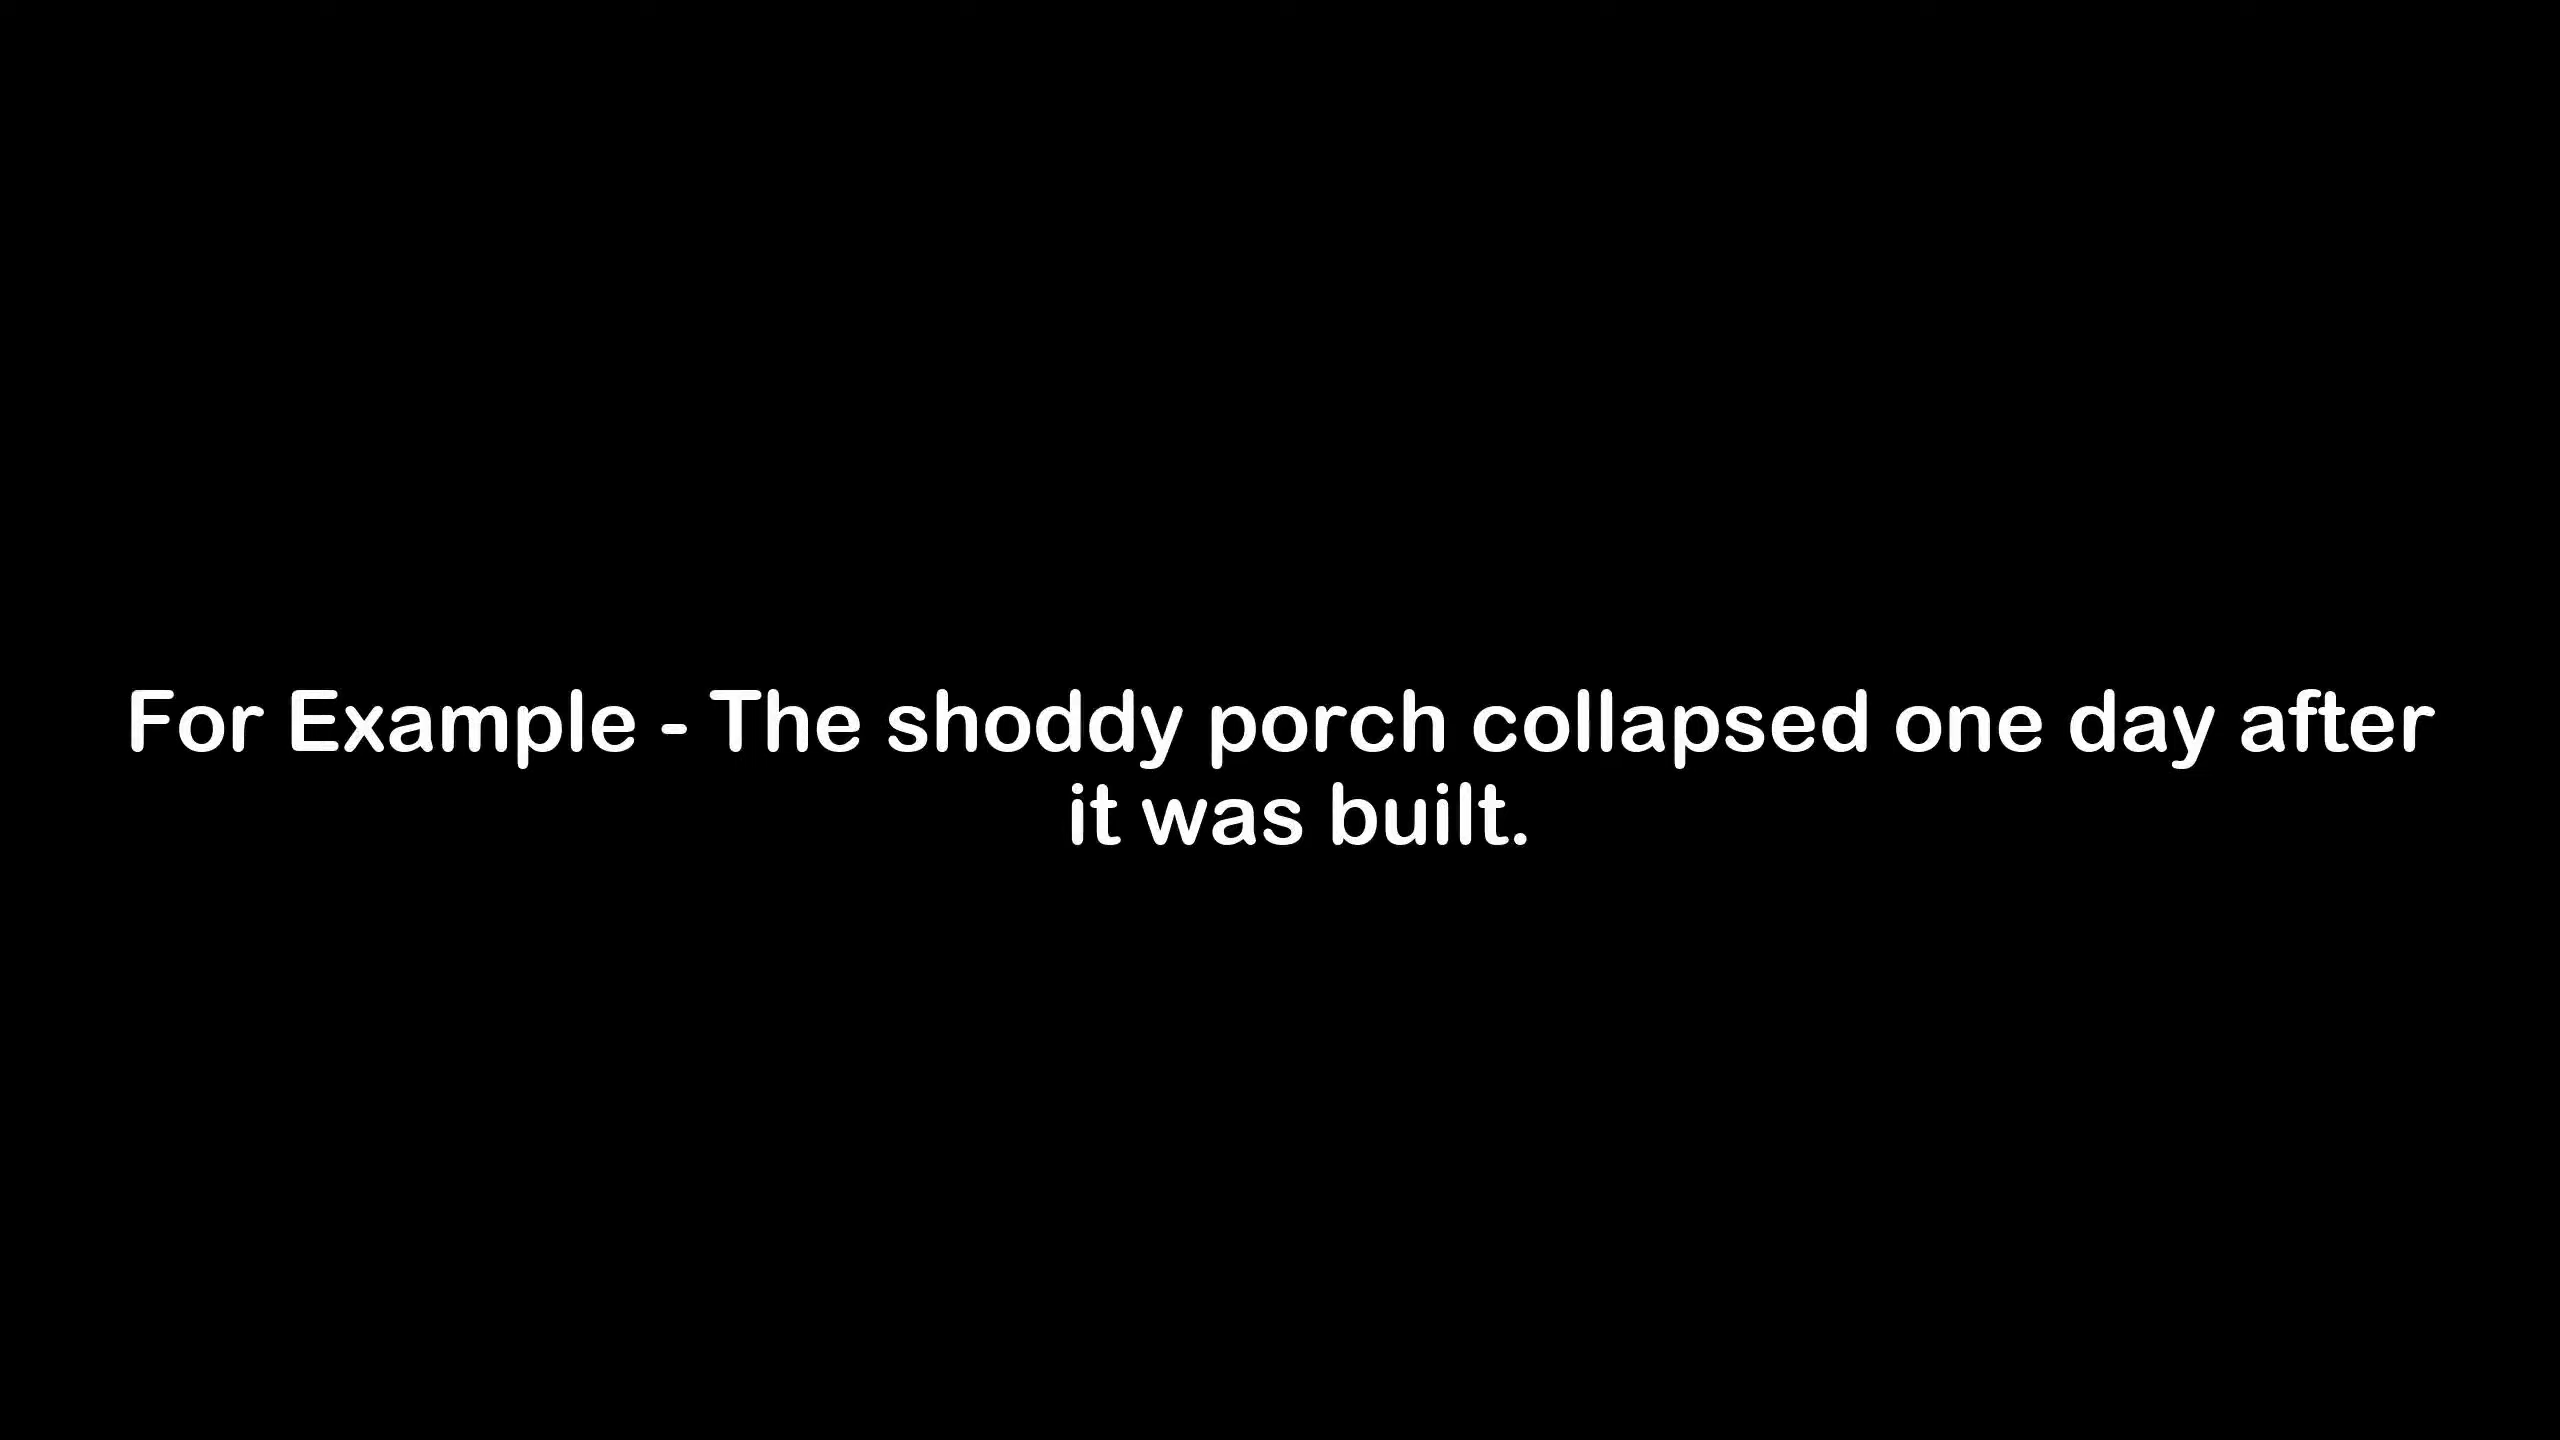 For Example - The shoddy porch collapsed one day after
it was built.